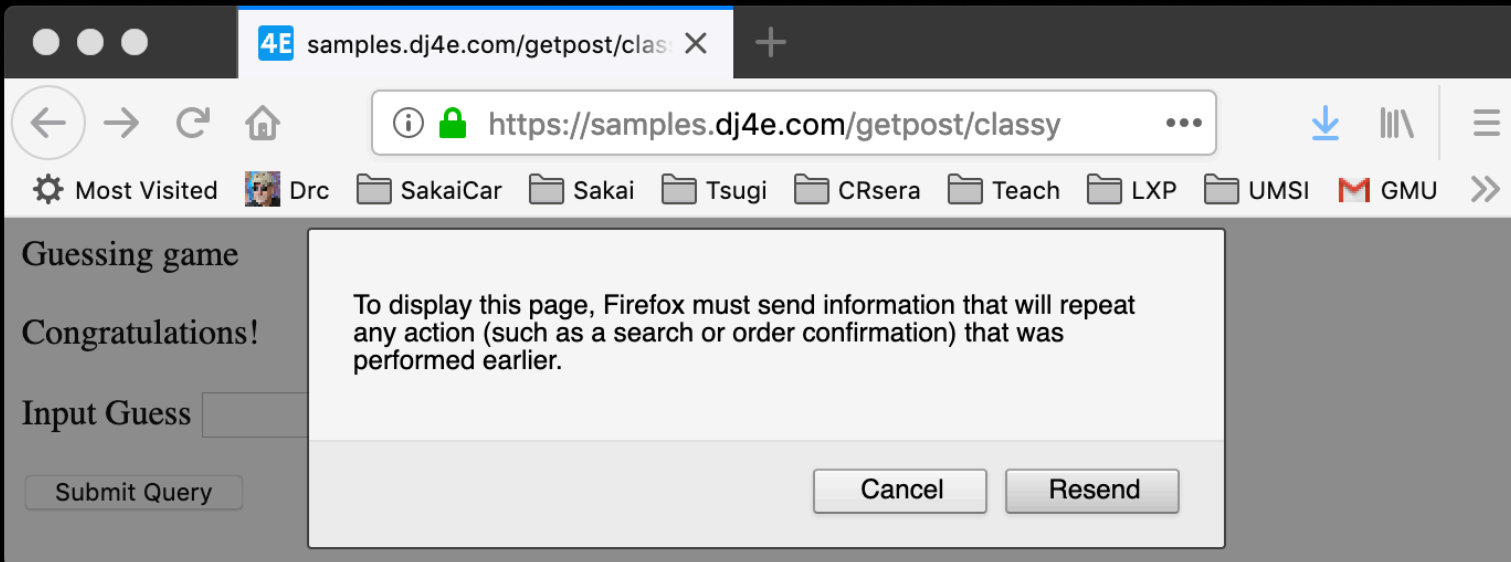 4E samples.dj4e.com/getpost/clas
https://samples.dj4e.com/getpost/classy
Most Visited Drc SakaiCar Sakai Tsugi CRsera Teach LXP UMSI GMU
Guessing game
Congratulations!
Input Guess
Submit Query
To display this page, Firefox must send information that will repeat
any action (such as a search or order confirmation) that was
performed earlier.
Cancel Resend